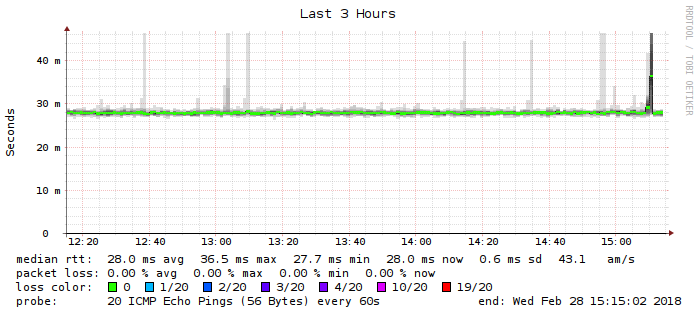 Last 3 Hours
RRDTOOL / TOBI OETIKER
Seconds
40 m
30 m
20 m
10 m
0
12:20 12:40 13:00 13:20 13:40 14:00 14:20 14:40 15:00
median rtt: 28.0 ms avg 36.5 ms max 27.7 ms min 28.0 ms now 0.6 ms sd 43.1 am/s
packet loss: 0.00 % avg 0.00 % max 0.00 % min 0.00 % now
loss color: 0 1/20 2/20 3/20 4/20 10/20 19/20
probe: 20 ICMP Echo Pings (56 Bytes) every 60s end: Wed Feb 28 15:15:02 2018